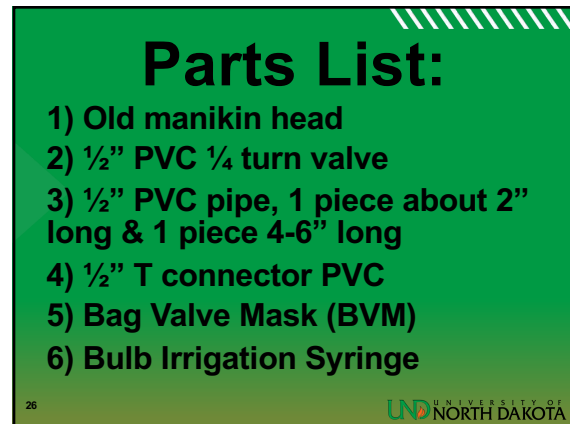 Parts List:
1) Old manikin head
2) ½” PVC ¼ turn valve
3) ½” PVC pipe, 1 piece about 2”
long & 1 piece 4-6” long
4) ½” T connector PVC
5) Bag Valve Mask (BVM)
6) Bulb Irrigation Syringe
26
UND UNIVERSITY OF
NORTH DAKOTA